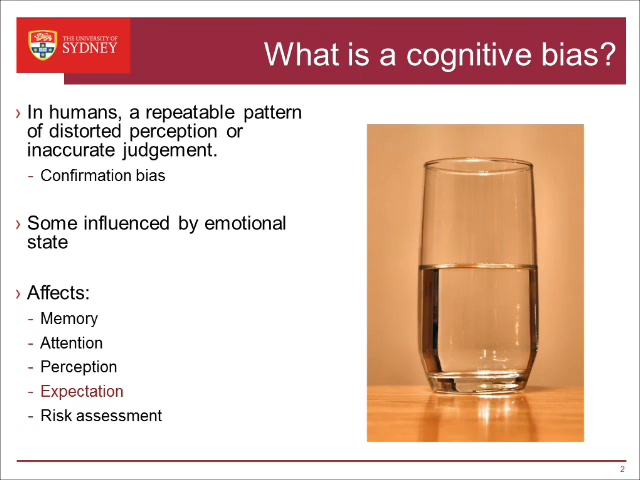 THE UNIVERSITY OF
SYDNEY
What is a cognitive bias?
› In humans, a repeatable pattern
of distorted perception or
inaccurate judgement.
- Confirmation bias
› Some influenced by emotional
state
› Affects:
- Memory
- Attention
- Perception
- Expectation
- Risk assessment
2